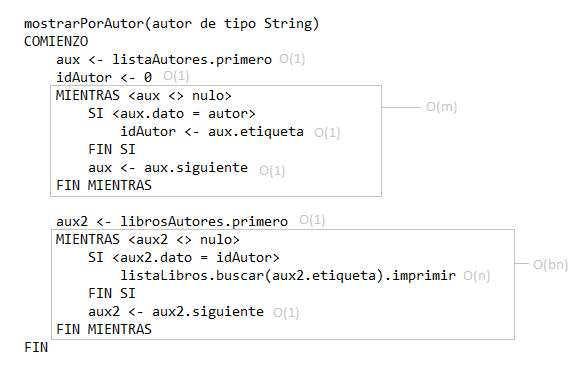 mostrarPorAutor(autor de tipo String)
COMIENZO
aux <- listaAutores.primero O(1)
idAutor <- 0 O(1)
MIENTRAS <aux <> nulo>
SI <aux.dato = autor> O(m)
idAutor <- aux.etiqueta O(1)
FIN SI
aux <- aux.siguiente O(1)
FIN MIENTRAS
aux2 <- librosAutores.primero O(1)
MIENTRAS <aux2 <> nulo>
SI <aux2.dato = idAutor> O(bn)
listaLibros.buscar(aux2.etiqueta).imprimir O(n)
FIN SI
aux2 <- aux2.siguiente O(1)
FIN MIENTRAS
FIN